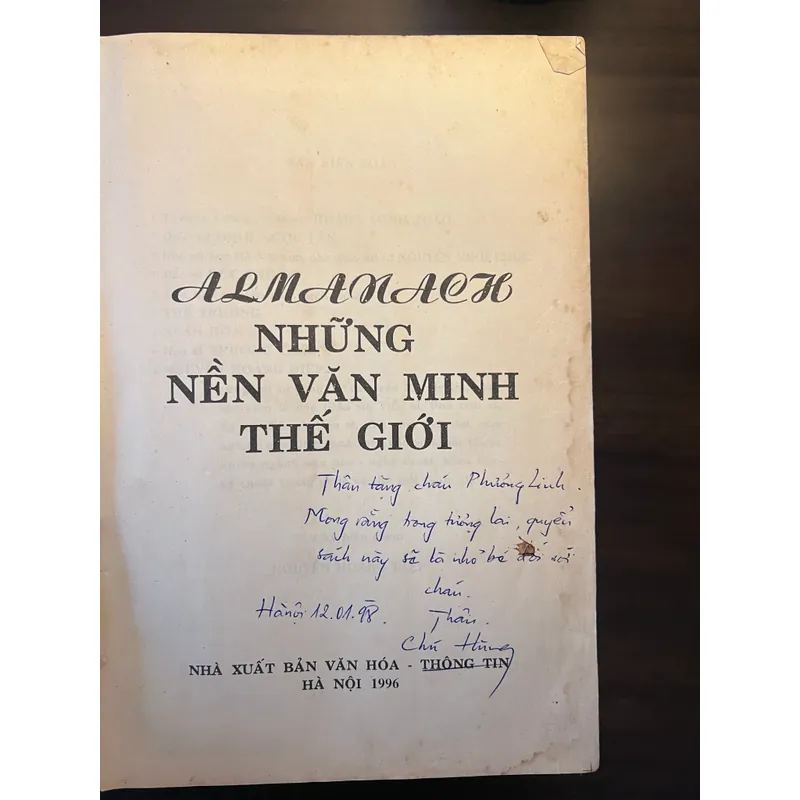 ALMANACH
NHỮNG
NỀN VĂN MINH
THẾ GIỚI
Thân tặng cháu Phương Linh.
Mong rằng trong tương lai, quyển
sách này sẽ là nhỏ bé đối với
cháu.
Hà nội 12.01.98. Thân.
Chú Hùng
NHÀ XUẤT BẢN VĂN HÓA - THÔNG TIN
HÀ NỘI 1996